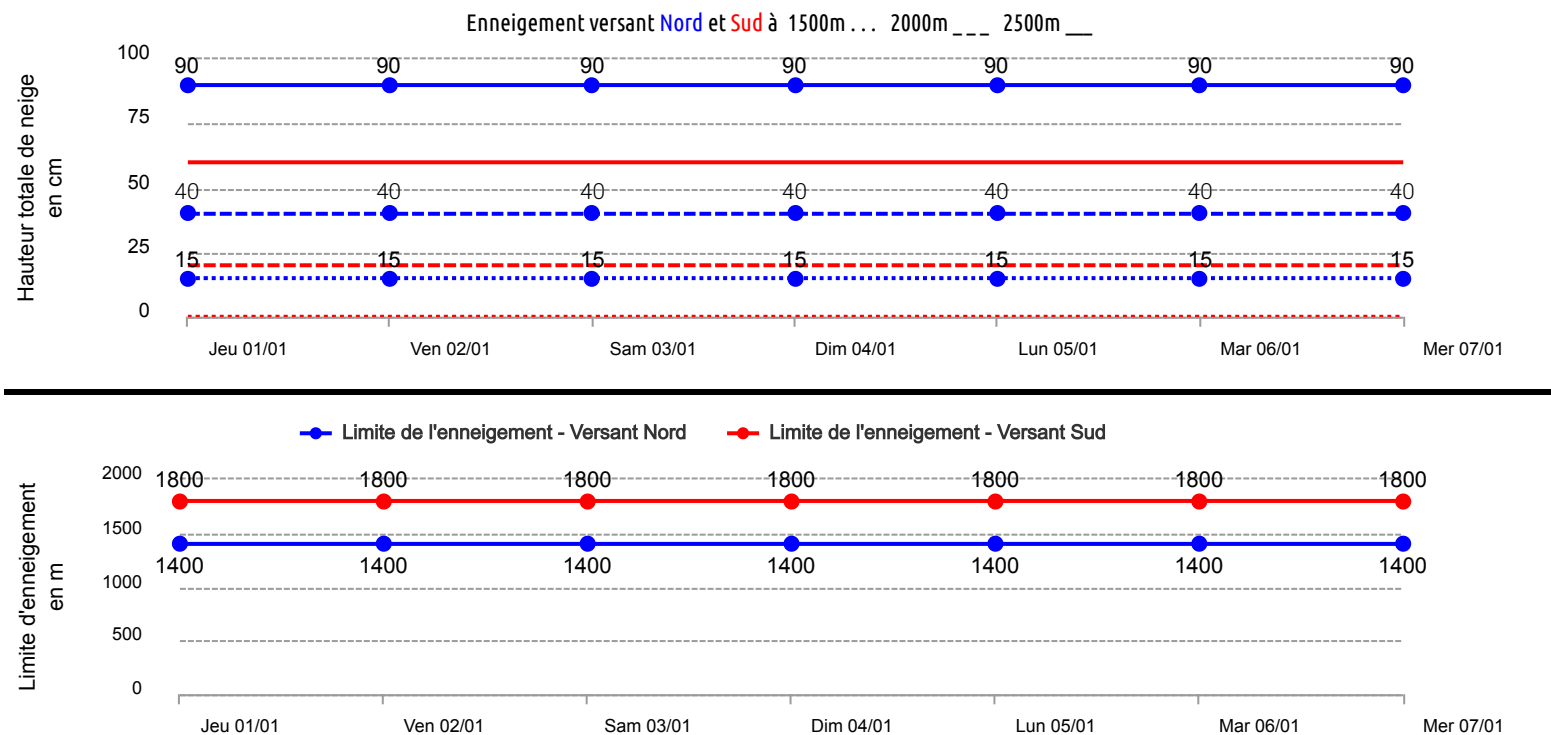 Enneigement versant Nord et Sud à 1500m . . . 2000m _ _ _ 2500m __
Hauteur totale de neige
en cm
100
90 90 90 90 90 90 90
75
50
40 40 40 40 40 40 40
25
15 15 15 15 15 15 15
0
Jeu 01/01 Ven 02/01 Sam 03/01 Dim 04/01 Lun 05/01 Mar 06/01 Mer 07/01
Limite de l'enneigement - Versant Nord Limite de l'enneigement - Versant Sud
Limite d'enneigement
en m
2000
1800 1800 1800 1800 1800 1800 1800
1500
1400 1400 1400 1400 1400 1400 1400
1000
500
0
Jeu 01/01 Ven 02/01 Sam 03/01 Dim 04/01 Lun 05/01 Mar 06/01 Mer 07/01